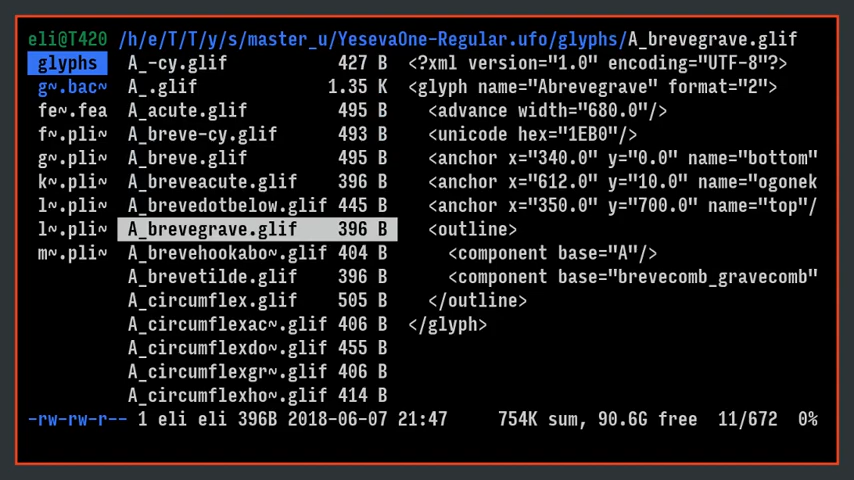 eli@T420 /h/e/T/T/y/s/master_u/YesevaOne-Regular.ufo/glyphs/A_brevegrave.glif
glyphs A_-cy.glif 427 B <?xml version="1.0" encoding="UTF-8"?>
g~.bac~ A_.glif 1.35 K <glyph name="Abrevegrave" format="2">
fe~.fea A_acute.glif 495 B <advance width="680.0"/>
f~.pli~ A_breve-cy.glif 493 B <unicode hex="1EB0"/>
g~.pli~ A_breve.glif 495 B <anchor x="340.0" y="0.0" name="bottom"
k~.pli~ A_breveacute.glif 396 B <anchor x="612.0" y="10.0" name="ogonek
l~.pli~ A_brevedotbelow.glif 445 B <anchor x="350.0" y="700.0" name="top"/
l~.pli~ A_brevegrave.glif 396 B <outline>
m~.pli~ A_brevehookabo~.glif 404 B <component base="A"/>
A_brevetilde.glif 396 B <component base="brevecomb_gravecomb"
A_circumflex.glif 505 B </outline>
A_circumflexac~.glif 406 B </glyph>
A_circumflexdo~.glif 455 B
A_circumflexgr~.glif 406 B
A_circumflexho~.glif 414 B
-rw-rw-r-- 1 eli eli 396B 2018-06-07 21:47 754K sum, 90.6G free 11/672 0%